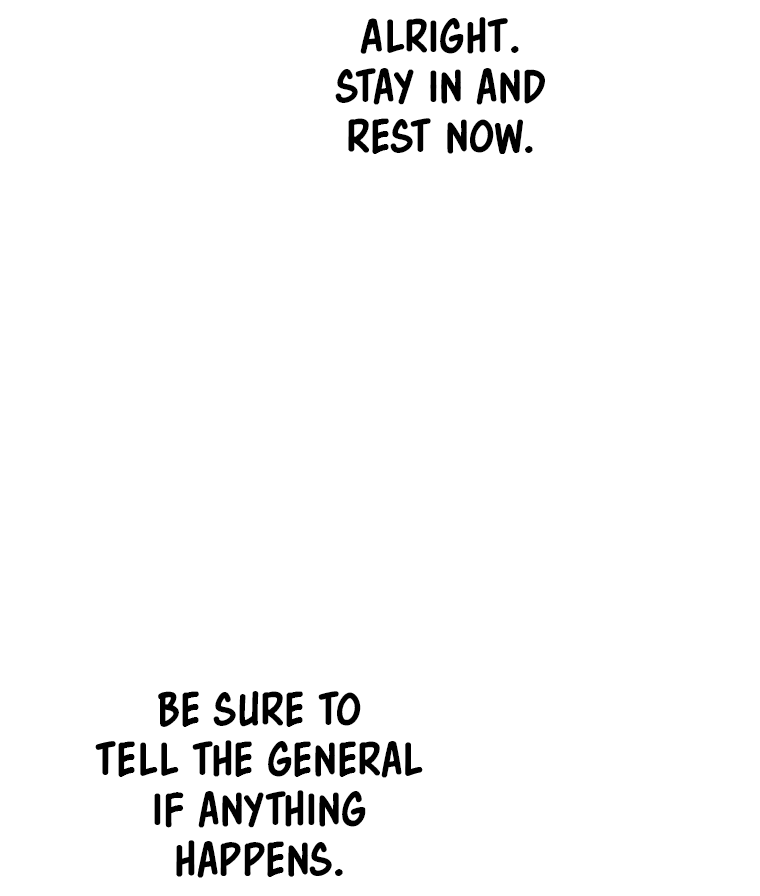 ALRIGHT.
STAY IN AND
REST NOW.
BE SURE TO
TELL THE GENERAL
IF ANYTHING
HAPPENS.